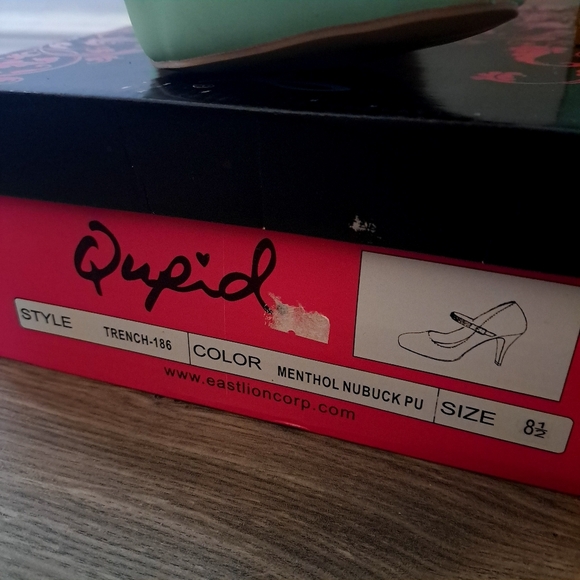 Qupid
STYLE TRENCH-186 COLOR MENTHOL NUBUCK PU SIZE 8½
www.eastlioncorp.com